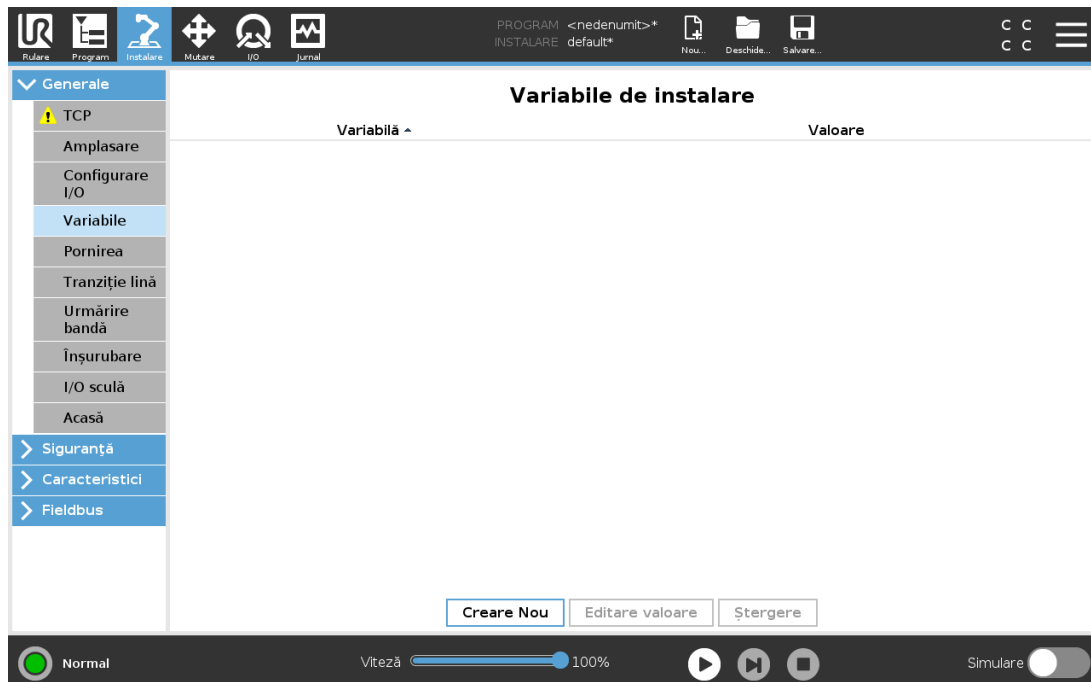 UR
Rulare
Program
Instalare
Mutare
I/O
Jurnal
PROGRAM <nedenumit>*
INSTALARE default*
Nou...
Deschide...
Salvare...
C C
C C
Generale
TCP
Amplasare
Configurare
I/O
Variabile
Pornirea
Tranziție lină
Urmărire
bandă
Înșurubare
I/O sculă
Acasă
Siguranţă
Caracteristici
Fieldbus
Variabile de instalare
Variabilă
Valoare
Creare Nou
Editare valoare
Ștergere
Normal
Viteză
100%
Simulare